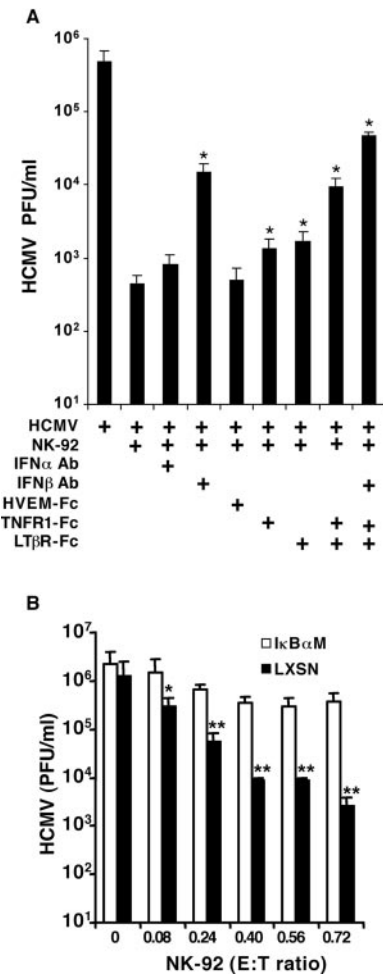 A
HCMV PFU/ml
10⁶
10⁵
10⁴
10³
10²
10¹
* * * * *
HCMV + + + + + + + + +
NK-92 + + + + + + + +
IFNα Ab +
IFNβ Ab + +
HVEM-Fc +
TNFR1-Fc + + +
LTβR-Fc + + +
B
HCMV (PFU/ml)
10⁷
10⁶
10⁵
10⁴
10³
10²
10¹
IκBαM
LXSN
* ** ** ** **
0 0.08 0.24 0.40 0.56 0.72
NK-92 (E:T ratio)